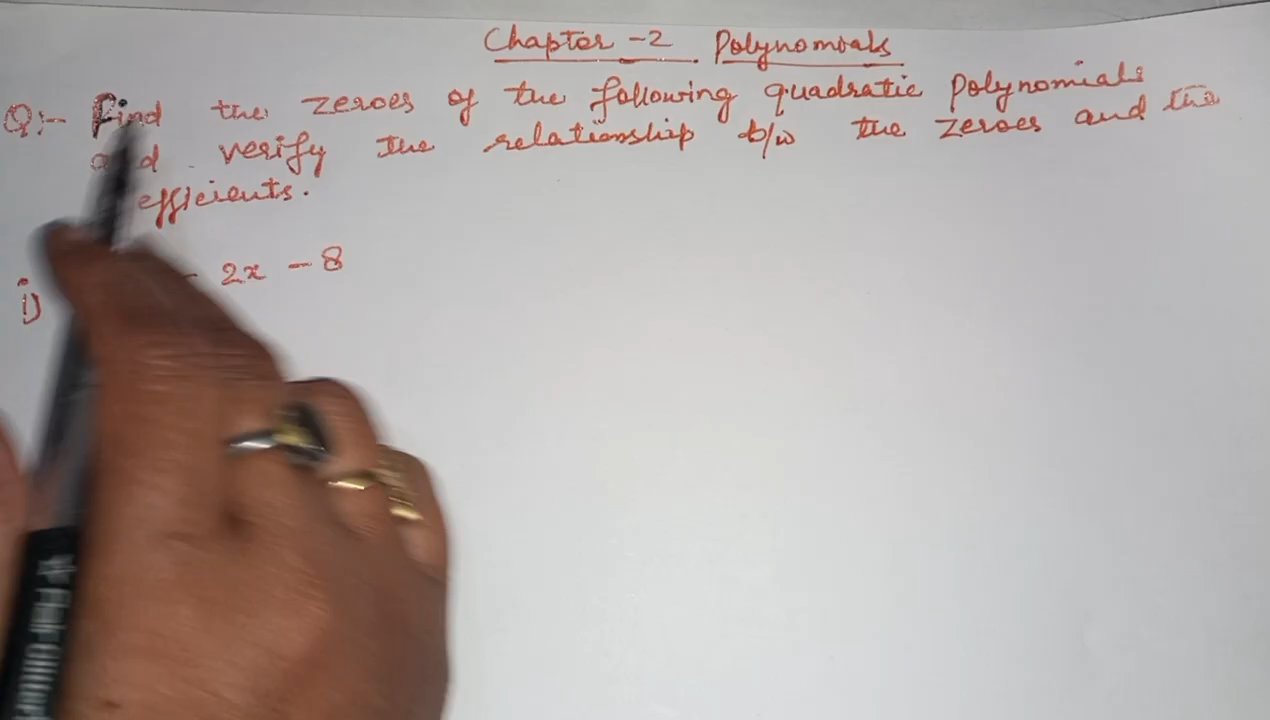 Chapter - 2 Polynomials
Q:- Find the zeroes of the following quadratic Polynomials
and verify the relationship b/w the zeroes and the
efficients.
i) - 2x - 8